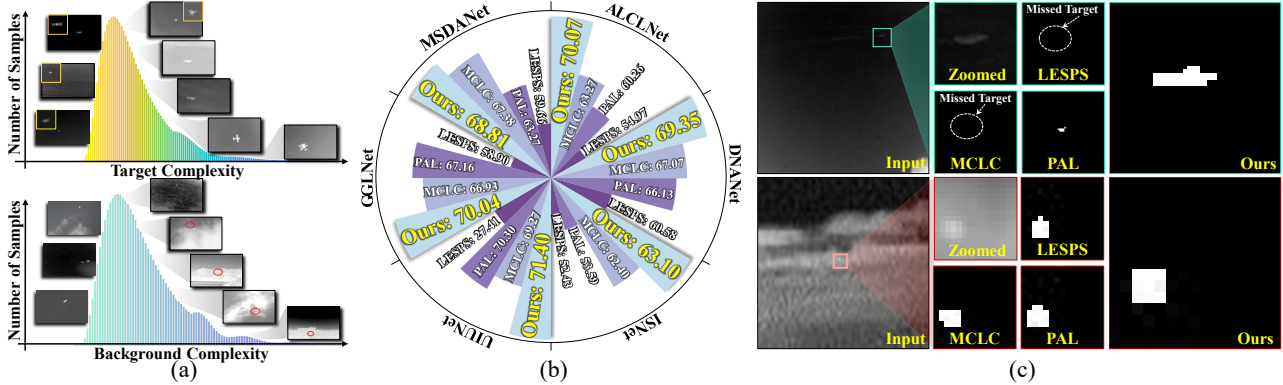 Number of Samples
Target Complexity
Number of Samples
Background Complexity
(a)
MSDANet
Ours: 68.81
MCLC: 67.38
PAL: 63.27
LESPS: 59.66
ALCLNet
Ours: 70.07
MCLC: 63.27
PAL: 60.26
LESPS: 54.97
DNANet
Ours: 69.35
MCLC: 67.07
PAL: 66.13
LESPS: 60.58
ISNet
Ours: 63.10
MCLC: 62.40
PAL: 53.59
LESPS: 52.43
UIUNet
Ours: 71.40
MCLC: 69.27
PAL: 70.30
LESPS: 27.41
GGLNet
Ours: 70.04
MCLC: 66.93
PAL: 67.16
LESPS: 58.90
(b)
Input
Zoomed
Missed Target
LESPS
Missed Target
MCLC
PAL
Ours
Input
Zoomed
LESPS
MCLC
PAL
Ours
(c)